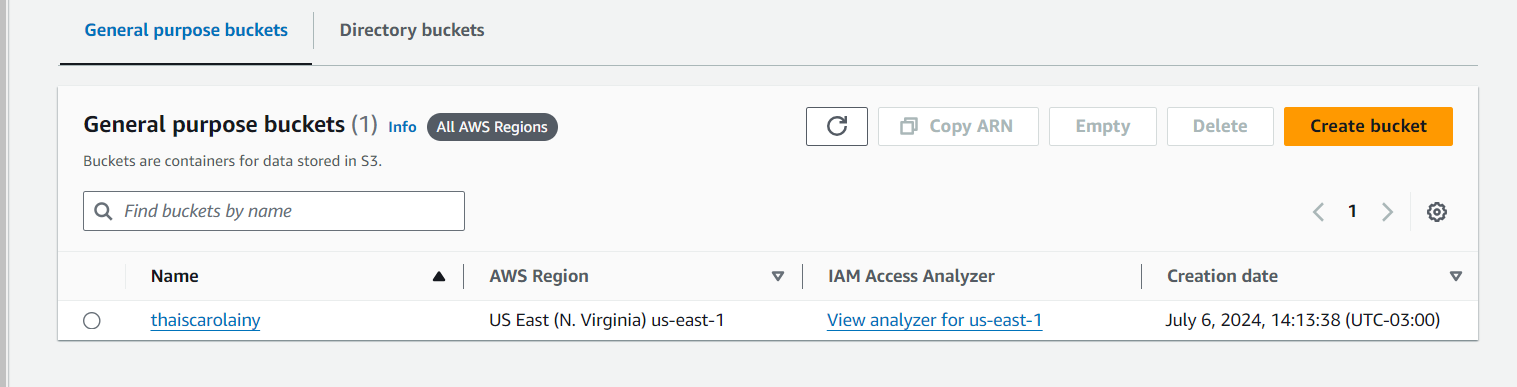 General purpose buckets Directory buckets
General purpose buckets (1) Info All AWS Regions Copy ARN Empty Delete Create bucket
Buckets are containers for data stored in S3.
Find buckets by name 1
Name AWS Region IAM Access Analyzer Creation date
thaiscarolainy US East (N. Virginia) us-east-1 View analyzer for us-east-1 July 6, 2024, 14:13:38 (UTC-03:00)